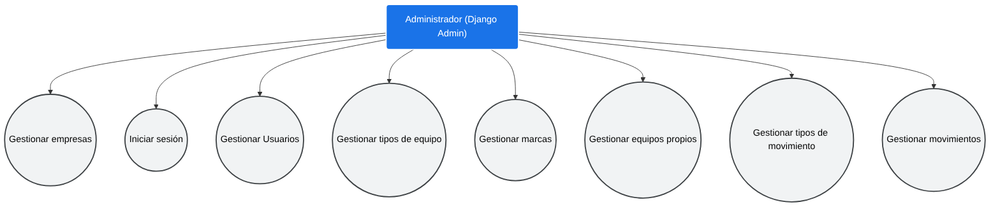 Administrador (Django
Admin)
Gestionar empresas
Iniciar sesión
Gestionar Usuarios
Gestionar tipos de equipo
Gestionar marcas
Gestionar equipos propios
Gestionar tipos de
movimiento
Gestionar movimientos